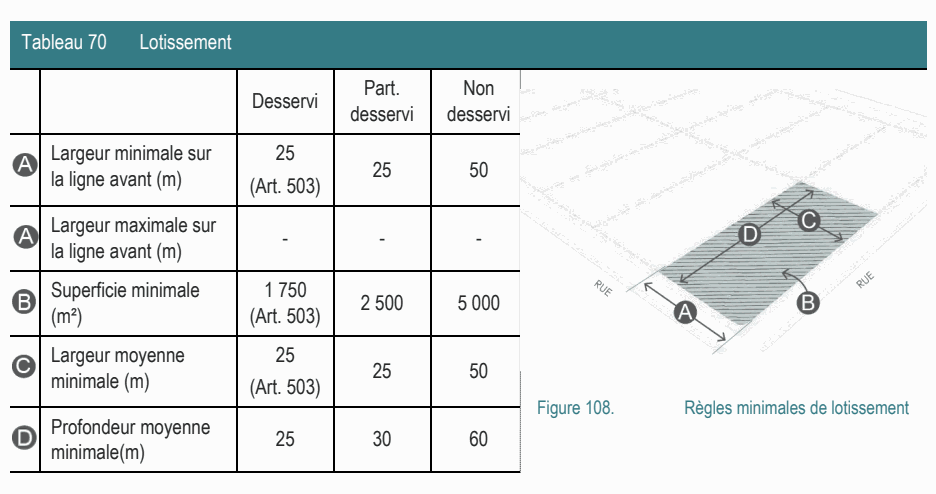 Tableau 70 Lotissement
Desservi
Part.
desservi
Non
desservi
A
Largeur minimale sur
la ligne avant (m)
25
(Art. 503)
25
50
A
Largeur maximale sur
la ligne avant (m)
-
-
-
B
Superficie minimale
(m²)
1 750
(Art. 503)
2 500
5 000
C
Largeur moyenne
minimale (m)
25
(Art. 503)
25
50
D
Profondeur moyenne
minimale(m)
25
30
60
C
D
RUE
A
B
RUE
Figure 108. Règles minimales de lotissement